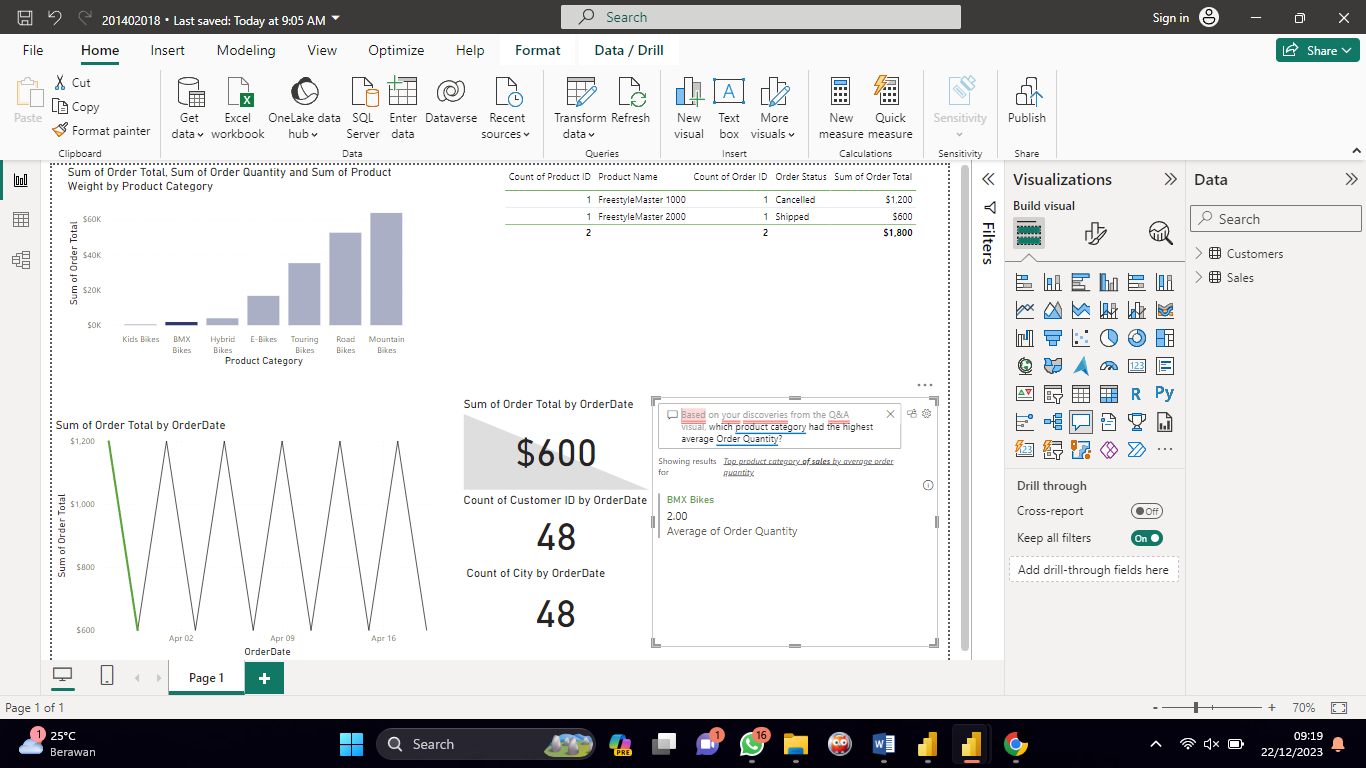 201402018 • Last saved: Today at 9:05 AM
Search
Sign in
File Home Insert Modeling View Optimize Help Format Data / Drill
Share
Paste
Cut
Copy
Format painter
Get data
Excel workbook
OneLake data hub
SQL Server
Enter data
Dataverse
Recent sources
Transform data
Refresh
New visual
Text box
More visuals
New measure
Quick measure
Sensitivity
Publish
Clipboard Data Queries Insert Calculations Sensitivity Share
Sum of Order Total, Sum of Order Quantity and Sum of Product
Weight by Product Category
Sum of Order Total
$60K
$40K
$20K
$0K
Kids Bikes
BMX Bikes
Hybrid Bikes
E-Bikes
Touring Bikes
Road Bikes
Mountain Bikes
Product Category
Count of Product ID Product Name Count of Order ID Order Status Sum of Order Total
1 FreestyleMaster 1000 1 Cancelled $1,200
1 FreestyleMaster 2000 1 Shipped $600
2 2 $1,800
Sum of Order Total by OrderDate
Sum of Order Total
$1,200
$1,000
$800
$600
Apr 02 Apr 09 Apr 16
OrderDate
Sum of Order Total by OrderDate
$600
Count of Customer ID by OrderDate
48
Count of City by OrderDate
48
Based on your discoveries from the Q&A
visual, which product category had the highest
average Order Quantity?
Showing results for
Top product category of sales by average order
quantity
BMX Bikes
2.00
Average of Order Quantity
Filters
Visualizations
Build visual
123
R Py
123
Drill through
Cross-report Off
Keep all filters On
Add drill-through fields here
Data
Search
Customers
Sales
Page 1
Page 1 of 1
- + 70%
1
25°C
Berawan
Search
PRE
1
16
W
09:19
22/12/2023